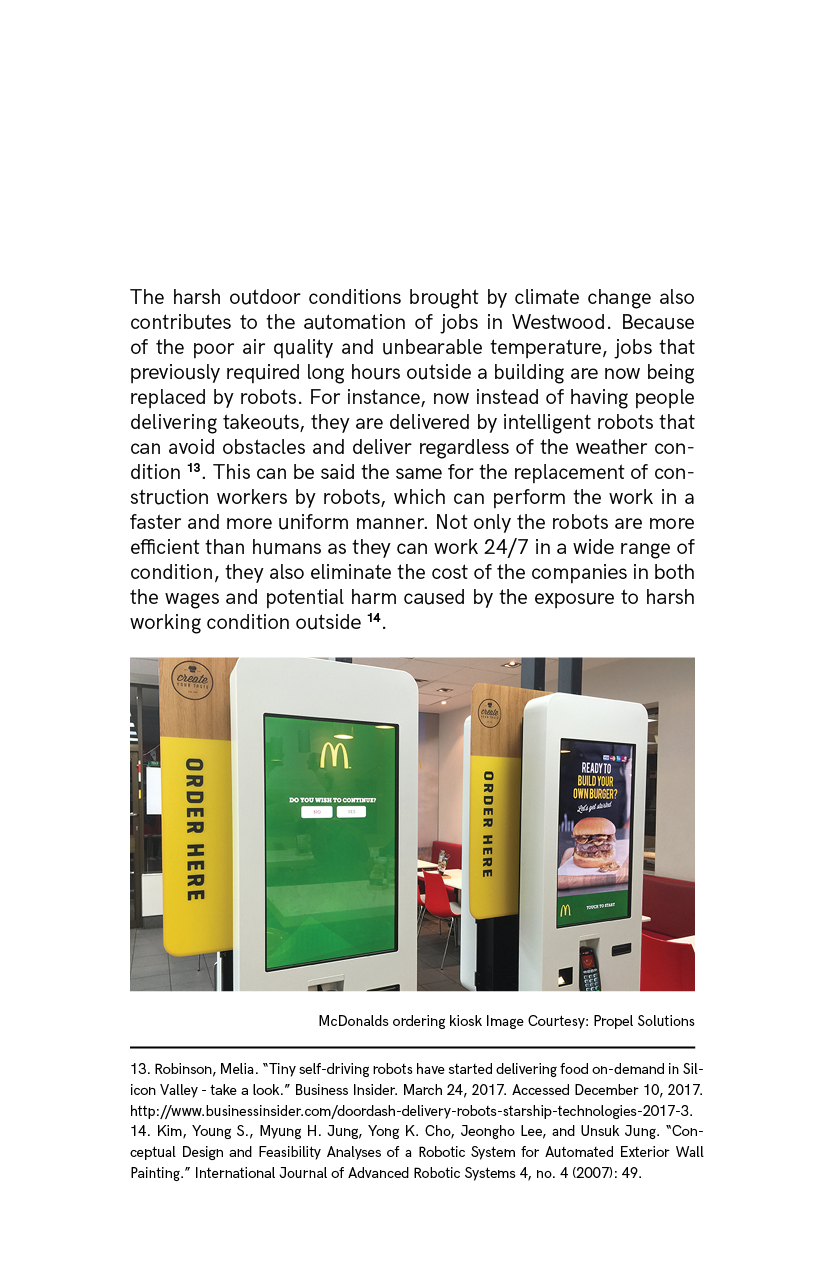 The harsh outdoor conditions brought by climate change also
contributes to the automation of jobs in Westwood. Because
of the poor air quality and unbearable temperature, jobs that
previously required long hours outside a building are now being
replaced by robots. For instance, now instead of having people
delivering takeouts, they are delivered by intelligent robots that
can avoid obstacles and deliver regardless of the weather con-
dition 13. This can be said the same for the replacement of con-
struction workers by robots, which can perform the work in a
faster and more uniform manner. Not only the robots are more
efficient than humans as they can work 24/7 in a wide range of
condition, they also eliminate the cost of the companies in both
the wages and potential harm caused by the exposure to harsh
working condition outside 14.
create
YOUR TASTE
ORDER HERE
DO YOU WISH TO CONTINUE?
NO YES
create
YOUR TASTE
ORDER HERE
READY TO
BUILD YOUR
OWN BURGER?
Let's get started
TOUCH TO START
McDonalds ordering kiosk Image Courtesy: Propel Solutions
13. Robinson, Melia. “Tiny self-driving robots have started delivering food on-demand in Sil-
icon Valley - take a look.” Business Insider. March 24, 2017. Accessed December 10, 2017.
http://www.businessinsider.com/doordash-delivery-robots-starship-technologies-2017-3.
14. Kim, Young S., Myung H. Jung, Yong K. Cho, Jeongho Lee, and Unsuk Jung. “Con-
ceptual Design and Feasibility Analyses of a Robotic System for Automated Exterior Wall
Painting.” International Journal of Advanced Robotic Systems 4, no. 4 (2007): 49.